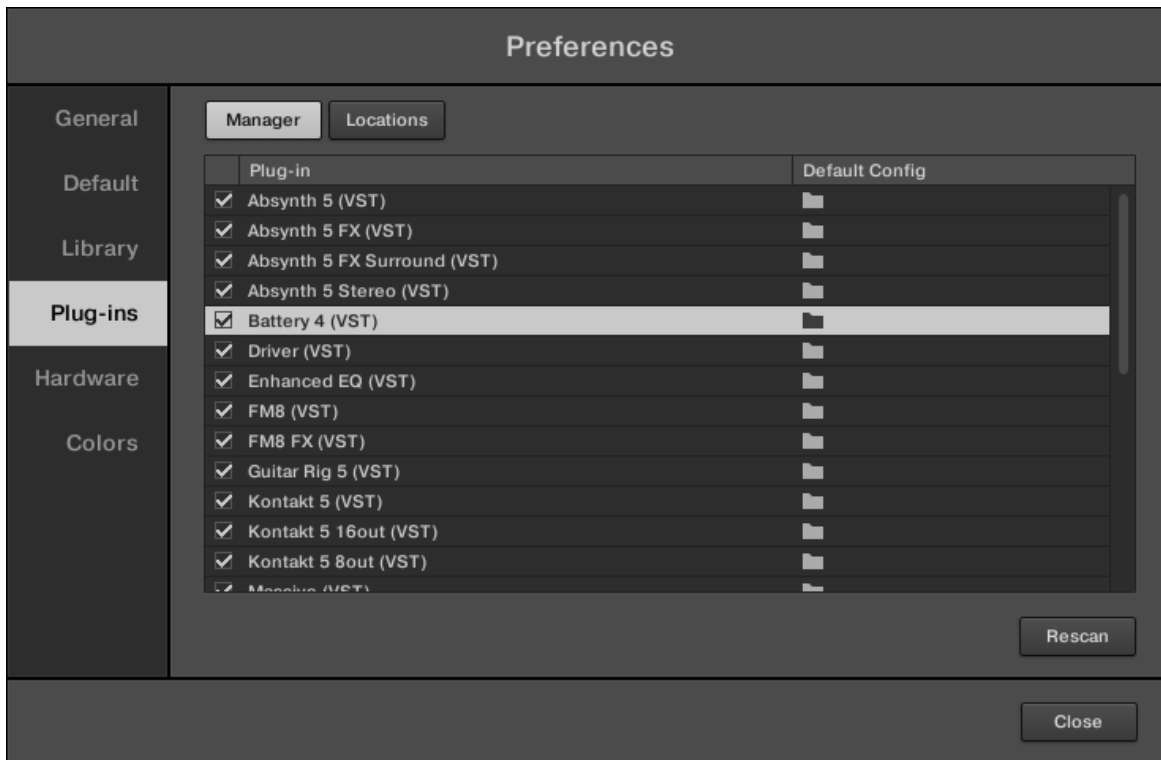 Preferences
General
Default
Library
Plug-ins
Hardware
Colors
Manager Locations
Plug-in Default Config
Absynth 5 (VST)
Absynth 5 FX (VST)
Absynth 5 FX Surround (VST)
Absynth 5 Stereo (VST)
Battery 4 (VST)
Driver (VST)
Enhanced EQ (VST)
FM8 (VST)
FM8 FX (VST)
Guitar Rig 5 (VST)
Kontakt 5 (VST)
Kontakt 5 16out (VST)
Kontakt 5 8out (VST)
Massive (VST)
Rescan
Close